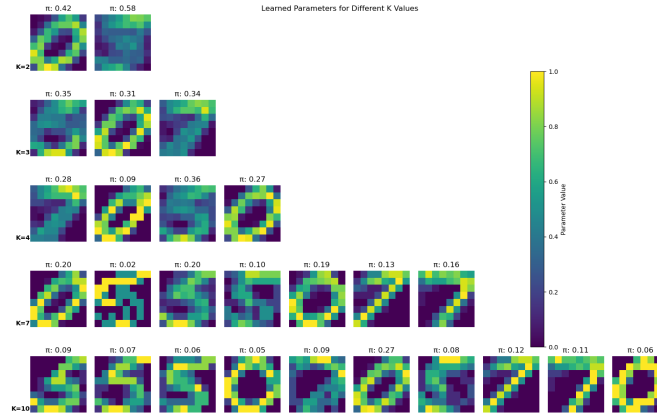 Learned Parameters for Different K Values
π: 0.42 π: 0.58
K=2
π: 0.35 π: 0.31 π: 0.34
K=3
π: 0.28 π: 0.09 π: 0.36 π: 0.27
K=4
π: 0.20 π: 0.02 π: 0.20 π: 0.10 π: 0.19 π: 0.13 π: 0.16
K=7
π: 0.09 π: 0.07 π: 0.06 π: 0.05 π: 0.09 π: 0.27 π: 0.08 π: 0.12 π: 0.11 π: 0.06
K=10
1.0
0.8
0.6
0.4
0.2
0.0
Parameter Value